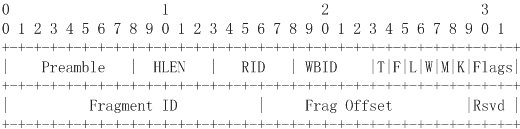 0                   1                   2                   3
0 1 2 3 4 5 6 7 8 9 0 1 2 3 4 5 6 7 8 9 0 1 2 3 4 5 6 7 8 9 0 1
+-+-+-+-+-+-+-+-+-+-+-+-+-+-+-+-+-+-+-+-+-+-+-+-+-+-+-+-+-+-+-+-+
|    Preamble   |  HLEN   |   RID   | WBID    |T|F|L|W|M|K|Flags|
+-+-+-+-+-+-+-+-+-+-+-+-+-+-+-+-+-+-+-+-+-+-+-+-+-+-+-+-+-+-+-+-+
|          Fragment ID          |     Frag Offset         |Rsvd |
+-+-+-+-+-+-+-+-+-+-+-+-+-+-+-+-+-+-+-+-+-+-+-+-+-+-+-+-+-+-+-+-+